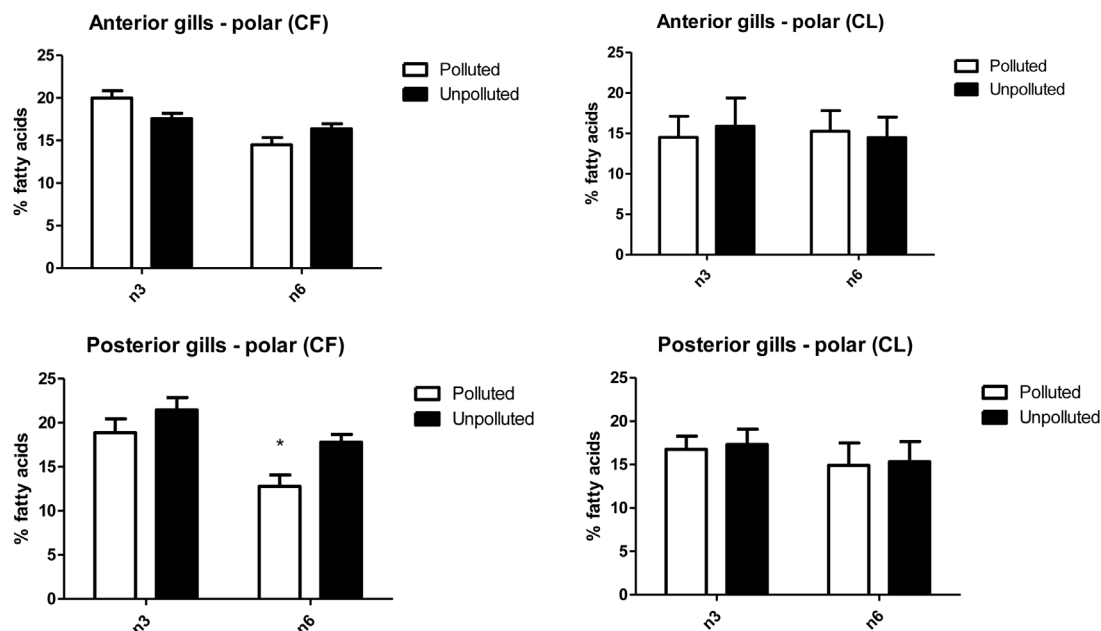 Anterior gills - polar (CF)
% fatty acids
25
20
15
10
5
0
n3
n6
Polluted
Unpolluted
Anterior gills - polar (CL)
% fatty acids
25
20
15
10
5
0
n3
n6
Polluted
Unpolluted
Posterior gills - polar (CF)
% fatty acids
25
20
15
10
5
0
*
n3
n6
Polluted
Unpolluted
Posterior gills - polar (CL)
% fatty acids
25
20
15
10
5
0
n3
n6
Polluted
Unpolluted